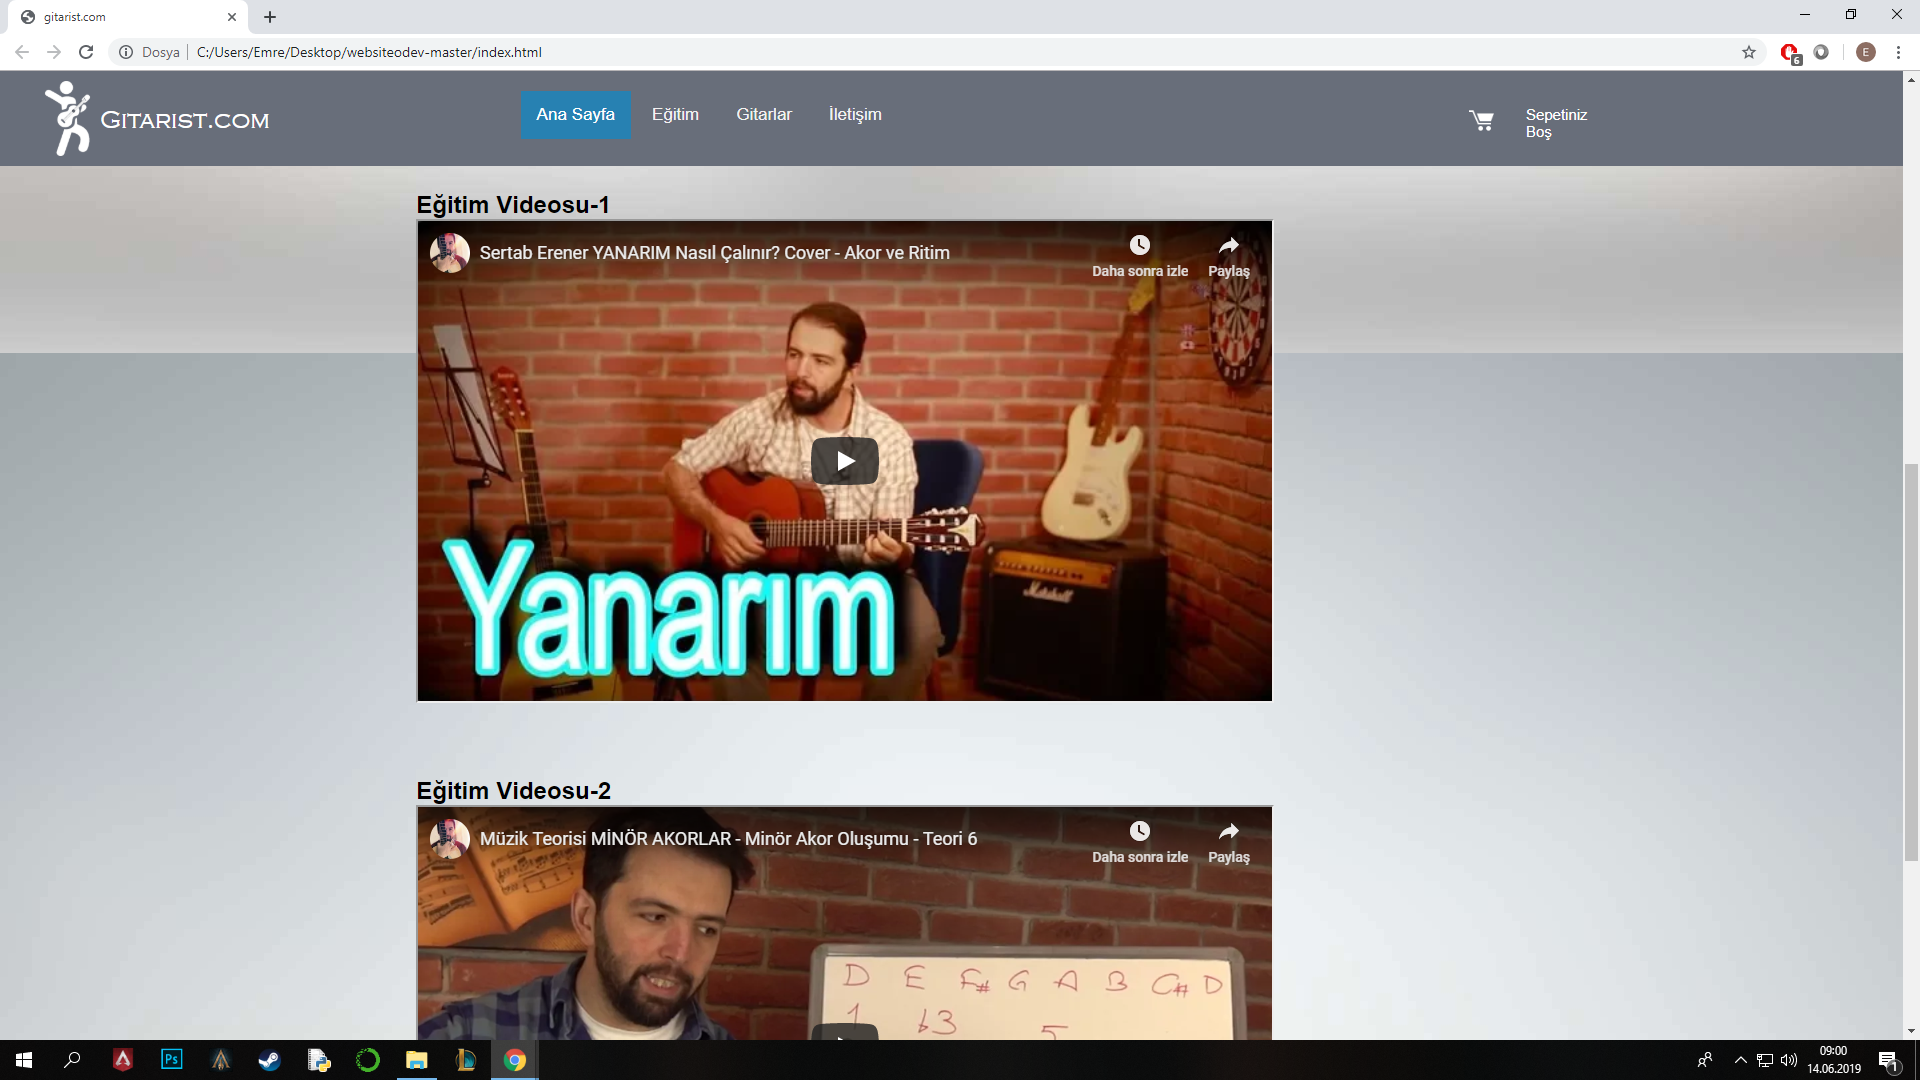 gitarist.com
Dosya
C:/Users/Emre/Desktop/websiteodev-master/index.html
6
E
GITARIST.COM
Ana Sayfa
Eğitim
Gitarlar
İletişim
Sepetiniz
Boş
Eğitim Videosu-1
Sertab Erener YANARIM Nasıl Çalınır? Cover - Akor ve Ritim
Daha sonra izle
Paylaş
Marshall
Yanarım
Eğitim Videosu-2
Müzik Teorisi MİNÖR AKORLAR - Minör Akor Oluşumu - Teori 6
Daha sonra izle
Paylaş
D E F# G A B C# D
1 b3 5
Ps
09:00
14.06.2019
1